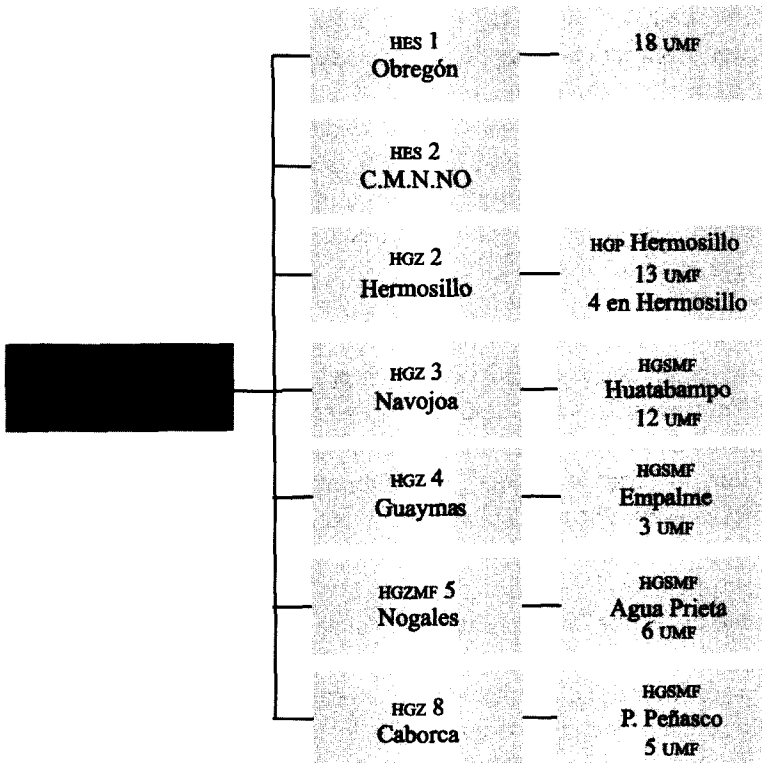 HES 1
Obregón
18 UMF
HES 2
C.M.N.NO
HGZ 2
Hermosillo
HGP Hermosillo
13 UMF
4 en Hermosillo
HGZ 3
Navojoa
HGSMF
Huatabampo
12 UMF
HGZ 4
Guaymas
HGSMF
Empalme
3 UMF
HGZMF 5
Nogales
HGSMF
Agua Prieta
6 UMF
HGZ 8
Caborca
HGSMF
P. Peñasco
5 UMF